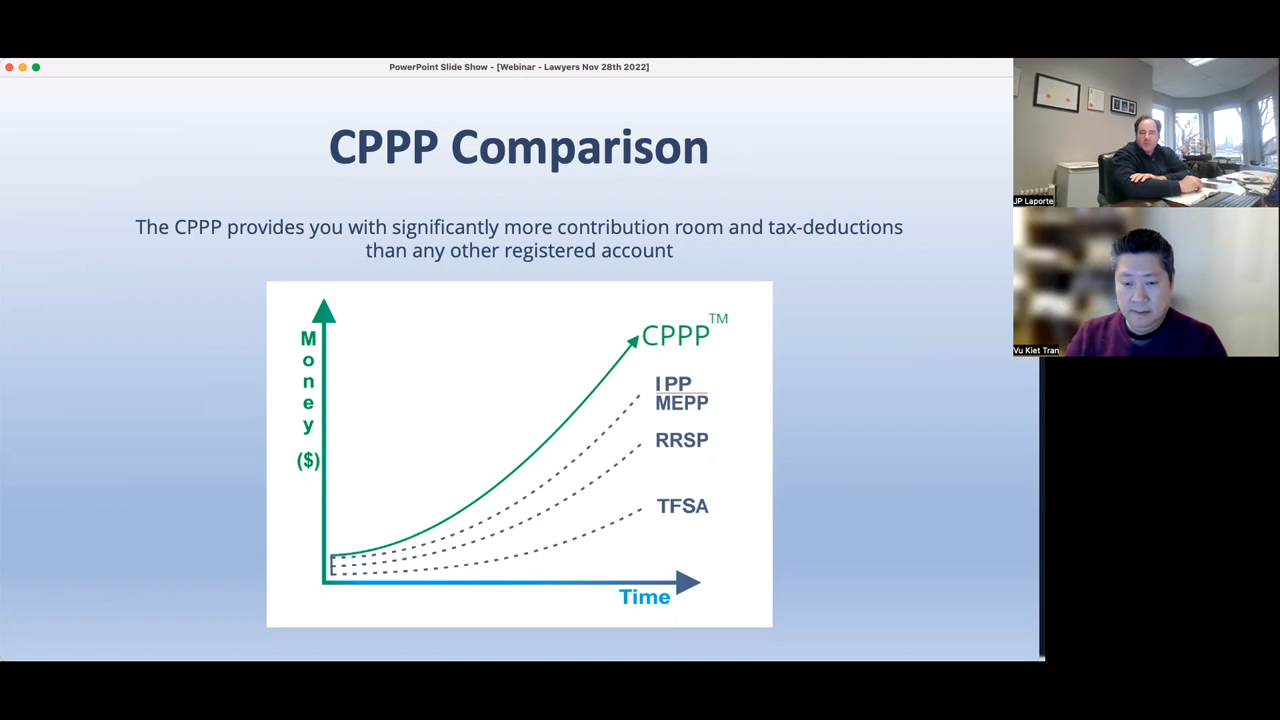 PowerPoint Slide Show - [Webinar - Lawyers Nov 28th 2022]
CPPP Comparison
The CPPP provides you with significantly more contribution room and tax-deductions
than any other registered account
Money
($)
CPPP™
IPP
MEPP
RRSP
TFSA
Time
JP Laporte
Vu Kiet Tran